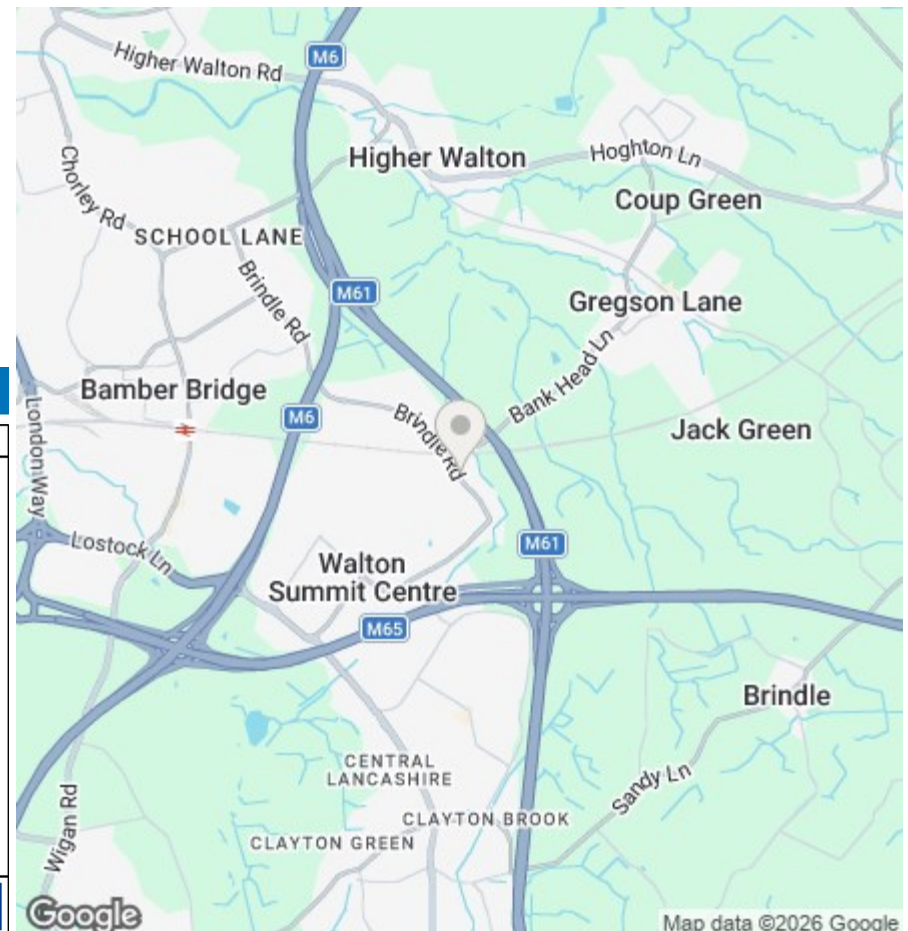 M6
Higher Walton Rd
Higher Walton
Hoghton Ln
Chorley Rd
Coup Green
SCHOOL LANE
Brindle Rd
M61
Gregson Lane
Bamber Bridge
M6
Bank Head Ln
Brindle Rd
Jack Green
London Way
Lostock Ln
M61
Walton
Summit Centre
M65
Brindle
CENTRAL
LANCASHIRE
Sandy Ln
CLAYTON BROOK
CLAYTON GREEN
Wigan Rd
Google
Map data ©2026 Google